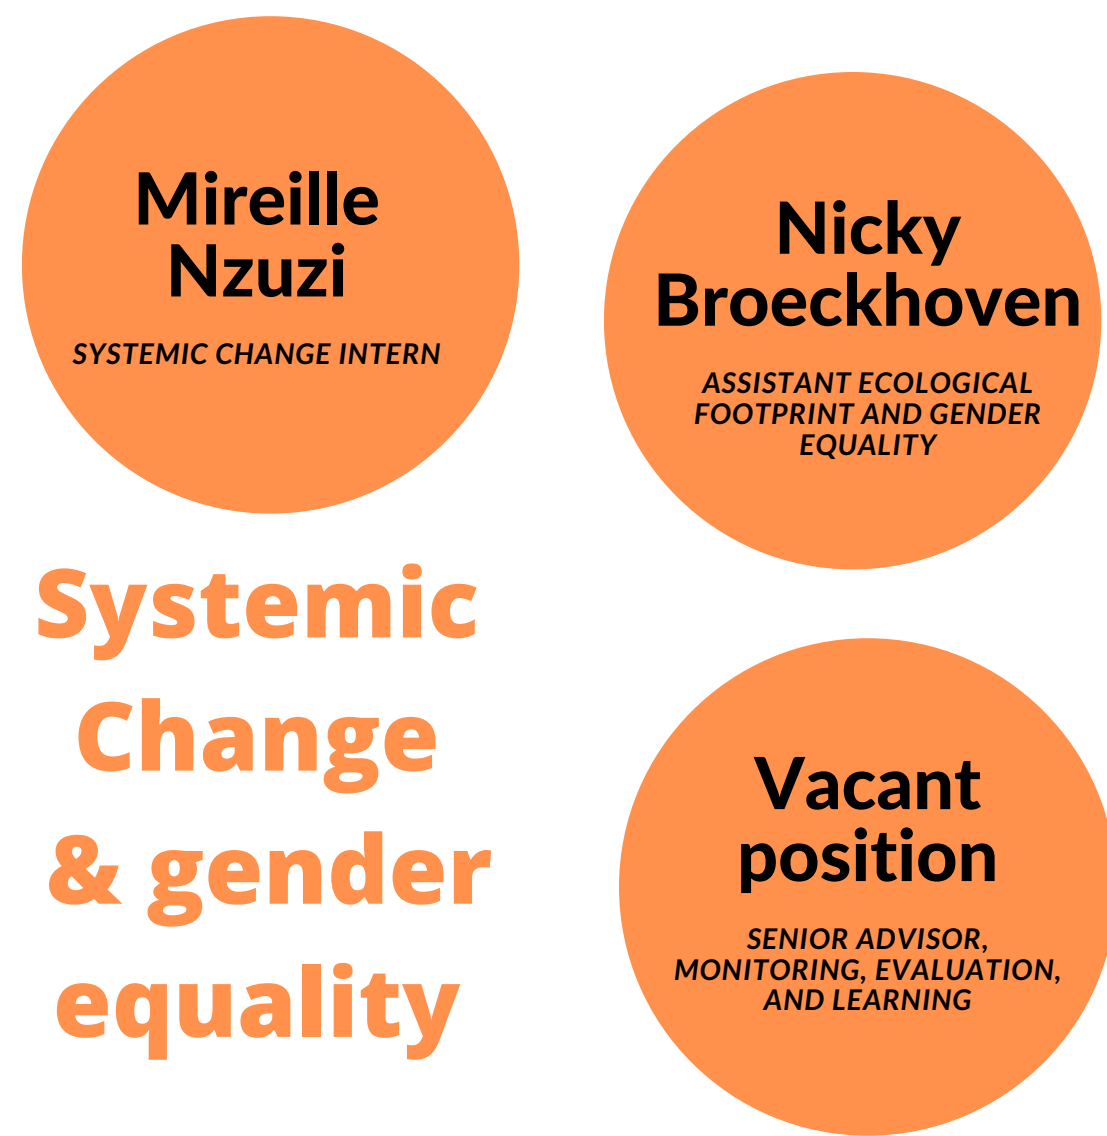 Mireille
Nzuzi
SYSTEMIC CHANGE INTERN
Nicky
Broeckhoven
ASSISTANT ECOLOGICAL
FOOTPRINT AND GENDER
EQUALITY
Systemic
Change
& gender
equality
Vacant
position
SENIOR ADVISOR,
MONITORING, EVALUATION,
AND LEARNING